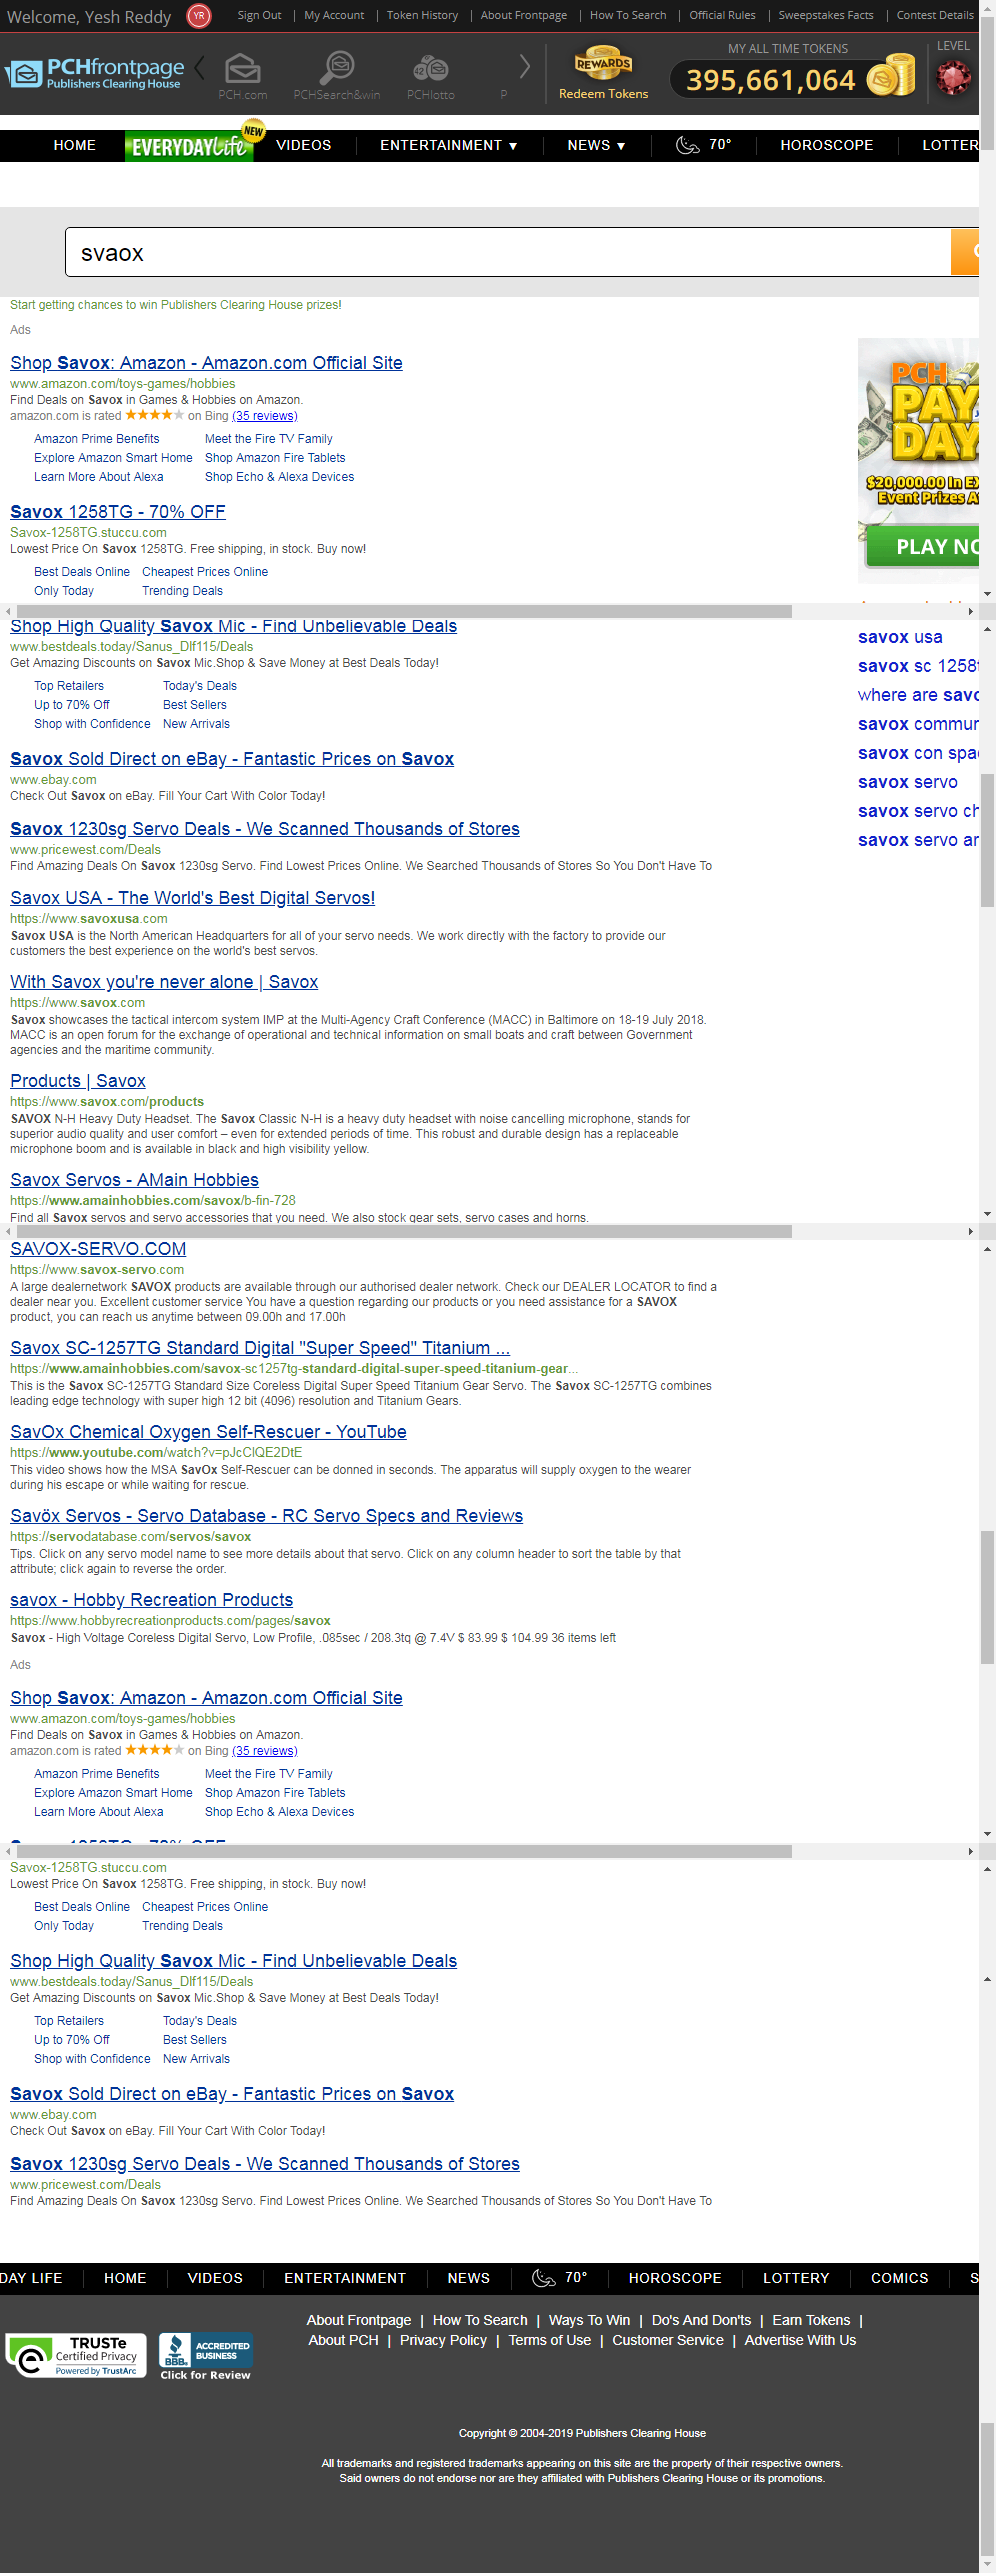 Welcome, Yesh Reddy YR Sign Out | My Account | Token History | About Frontpage | How To Search | Official Rules | Sweepstakes Facts | Contest Details
PCHfrontpage
Publishers Clearing House
PCH.com PCHSearch&win PCHlotto P
REWARDS
Redeem Tokens
MY ALL TIME TOKENS
395,661,064
LEVEL
HOME EVERYDAY Life NEW VIDEOS ENTERTAINMENT ▼ NEWS ▼ 70° HOROSCOPE LOTTER
svaox
Start getting chances to win Publishers Clearing House prizes!
Ads
Shop Savox: Amazon - Amazon.com Official Site
www.amazon.com/toys-games/hobbies
Find Deals on Savox in Games & Hobbies on Amazon.
amazon.com is rated ★★★★★ on Bing (35 reviews)
Amazon Prime Benefits Meet the Fire TV Family
Explore Amazon Smart Home Shop Amazon Fire Tablets
Learn More About Alexa Shop Echo & Alexa Devices
PCH
PAY
DAY
$20,000.00 In EX
Event Prizes A
PLAY NO
Savox 1258TG - 70% OFF
Savox-1258TG.stuccu.com
Lowest Price On Savox 1258TG. Free shipping, in stock. Buy now!
Best Deals Online Cheapest Prices Online
Only Today Trending Deals
Shop High Quality Savox Mic - Find Unbelievable Deals
www.bestdeals.today/Sanus_Dlf115/Deals
Get Amazing Discounts on Savox Mic.Shop & Save Money at Best Deals Today!
Top Retailers Today's Deals
Up to 70% Off Best Sellers
Shop with Confidence New Arrivals
savox usa
savox sc 1258
where are savo
savox commur
savox con spa
savox servo
savox servo ch
savox servo ar
Savox Sold Direct on eBay - Fantastic Prices on Savox
www.ebay.com
Check Out Savox on eBay. Fill Your Cart With Color Today!
Savox 1230sg Servo Deals - We Scanned Thousands of Stores
www.pricewest.com/Deals
Find Amazing Deals On Savox 1230sg Servo. Find Lowest Prices Online. We Searched Thousands of Stores So You Don't Have To
Savox USA - The World's Best Digital Servos!
https://www.savoxusa.com
Savox USA is the North American Headquarters for all of your servo needs. We work directly with the factory to provide our
customers the best experience on the world's best servos.
With Savox you're never alone | Savox
https://www.savox.com
Savox showcases the tactical intercom system IMP at the Multi-Agency Craft Conference (MACC) in Baltimore on 18-19 July 2018.
MACC is an open forum for the exchange of operational and technical information on small boats and craft between Government
agencies and the maritime community.
Products | Savox
https://www.savox.com/products
SAVOX N-H Heavy Duty Headset. The Savox Classic N-H is a heavy duty headset with noise cancelling microphone, stands for
superior audio quality and user comfort – even for extended periods of time. This robust and durable design has a replaceable
microphone boom and is available in black and high visibility yellow.
Savox Servos - AMain Hobbies
https://www.amainhobbies.com/savox/b-fin-728
Find all Savox servos and servo accessories that you need. We also stock gear sets, servo cases and horns.
SAVOX-SERVO.COM
https://www.savox-servo.com
A large dealernetwork SAVOX products are available through our authorised dealer network. Check our DEALER LOCATOR to find a
dealer near you. Excellent customer service You have a question regarding our products or you need assistance for a SAVOX
product, you can reach us anytime between 09.00h and 17.00h
Savox SC-1257TG Standard Digital "Super Speed" Titanium ...
https://www.amainhobbies.com/savox-sc1257tg-standard-digital-super-speed-titanium-gear...
This is the Savox SC-1257TG Standard Size Coreless Digital Super Speed Titanium Gear Servo. The Savox SC-1257TG combines
leading edge technology with super high 12 bit (4096) resolution and Titanium Gears.
SavOx Chemical Oxygen Self-Rescuer - YouTube
https://www.youtube.com/watch?v=pJcClQE2DtE
This video shows how the MSA SavOx Self-Rescuer can be donned in seconds. The apparatus will supply oxygen to the wearer
during his escape or while waiting for rescue.
Savöx Servos - Servo Database - RC Servo Specs and Reviews
https://servodatabase.com/servos/savox
Tips. Click on any servo model name to see more details about that servo. Click on any column header to sort the table by that
attribute; click again to reverse the order.
savox - Hobby Recreation Products
https://www.hobbyrecreationproducts.com/pages/savox
Savox - High Voltage Coreless Digital Servo, Low Profile, .085sec / 208.3tq @ 7.4V $ 83.99 $ 104.99 36 items left
Ads
Shop Savox: Amazon - Amazon.com Official Site
www.amazon.com/toys-games/hobbies
Find Deals on Savox in Games & Hobbies on Amazon.
amazon.com is rated ★★★★★ on Bing (35 reviews)
Amazon Prime Benefits Meet the Fire TV Family
Explore Amazon Smart Home Shop Amazon Fire Tablets
Learn More About Alexa Shop Echo & Alexa Devices
Savox 1258TG - 70% OFF
Savox-1258TG.stuccu.com
Lowest Price On Savox 1258TG. Free shipping, in stock. Buy now!
Best Deals Online Cheapest Prices Online
Only Today Trending Deals
Shop High Quality Savox Mic - Find Unbelievable Deals
www.bestdeals.today/Sanus_Dlf115/Deals
Get Amazing Discounts on Savox Mic.Shop & Save Money at Best Deals Today!
Top Retailers Today's Deals
Up to 70% Off Best Sellers
Shop with Confidence New Arrivals
Savox Sold Direct on eBay - Fantastic Prices on Savox
www.ebay.com
Check Out Savox on eBay. Fill Your Cart With Color Today!
Savox 1230sg Servo Deals - We Scanned Thousands of Stores
www.pricewest.com/Deals
Find Amazing Deals On Savox 1230sg Servo. Find Lowest Prices Online. We Searched Thousands of Stores So You Don't Have To
DAY LIFE HOME VIDEOS ENTERTAINMENT NEWS 70° HOROSCOPE LOTTERY COMICS S
About Frontpage | How To Search | Ways To Win | Do's And Don'ts | Earn Tokens |
About PCH | Privacy Policy | Terms of Use | Customer Service | Advertise With Us
TRUSTe
Certified Privacy
Powered by TrustArc
BBB.
ACCREDITED
BUSINESS
Click for Review
Copyright © 2004-2019 Publishers Clearing House
All trademarks and registered trademarks appearing on this site are the property of their respective owners.
Said owners do not endorse nor are they affiliated with Publishers Clearing House or its promotions.